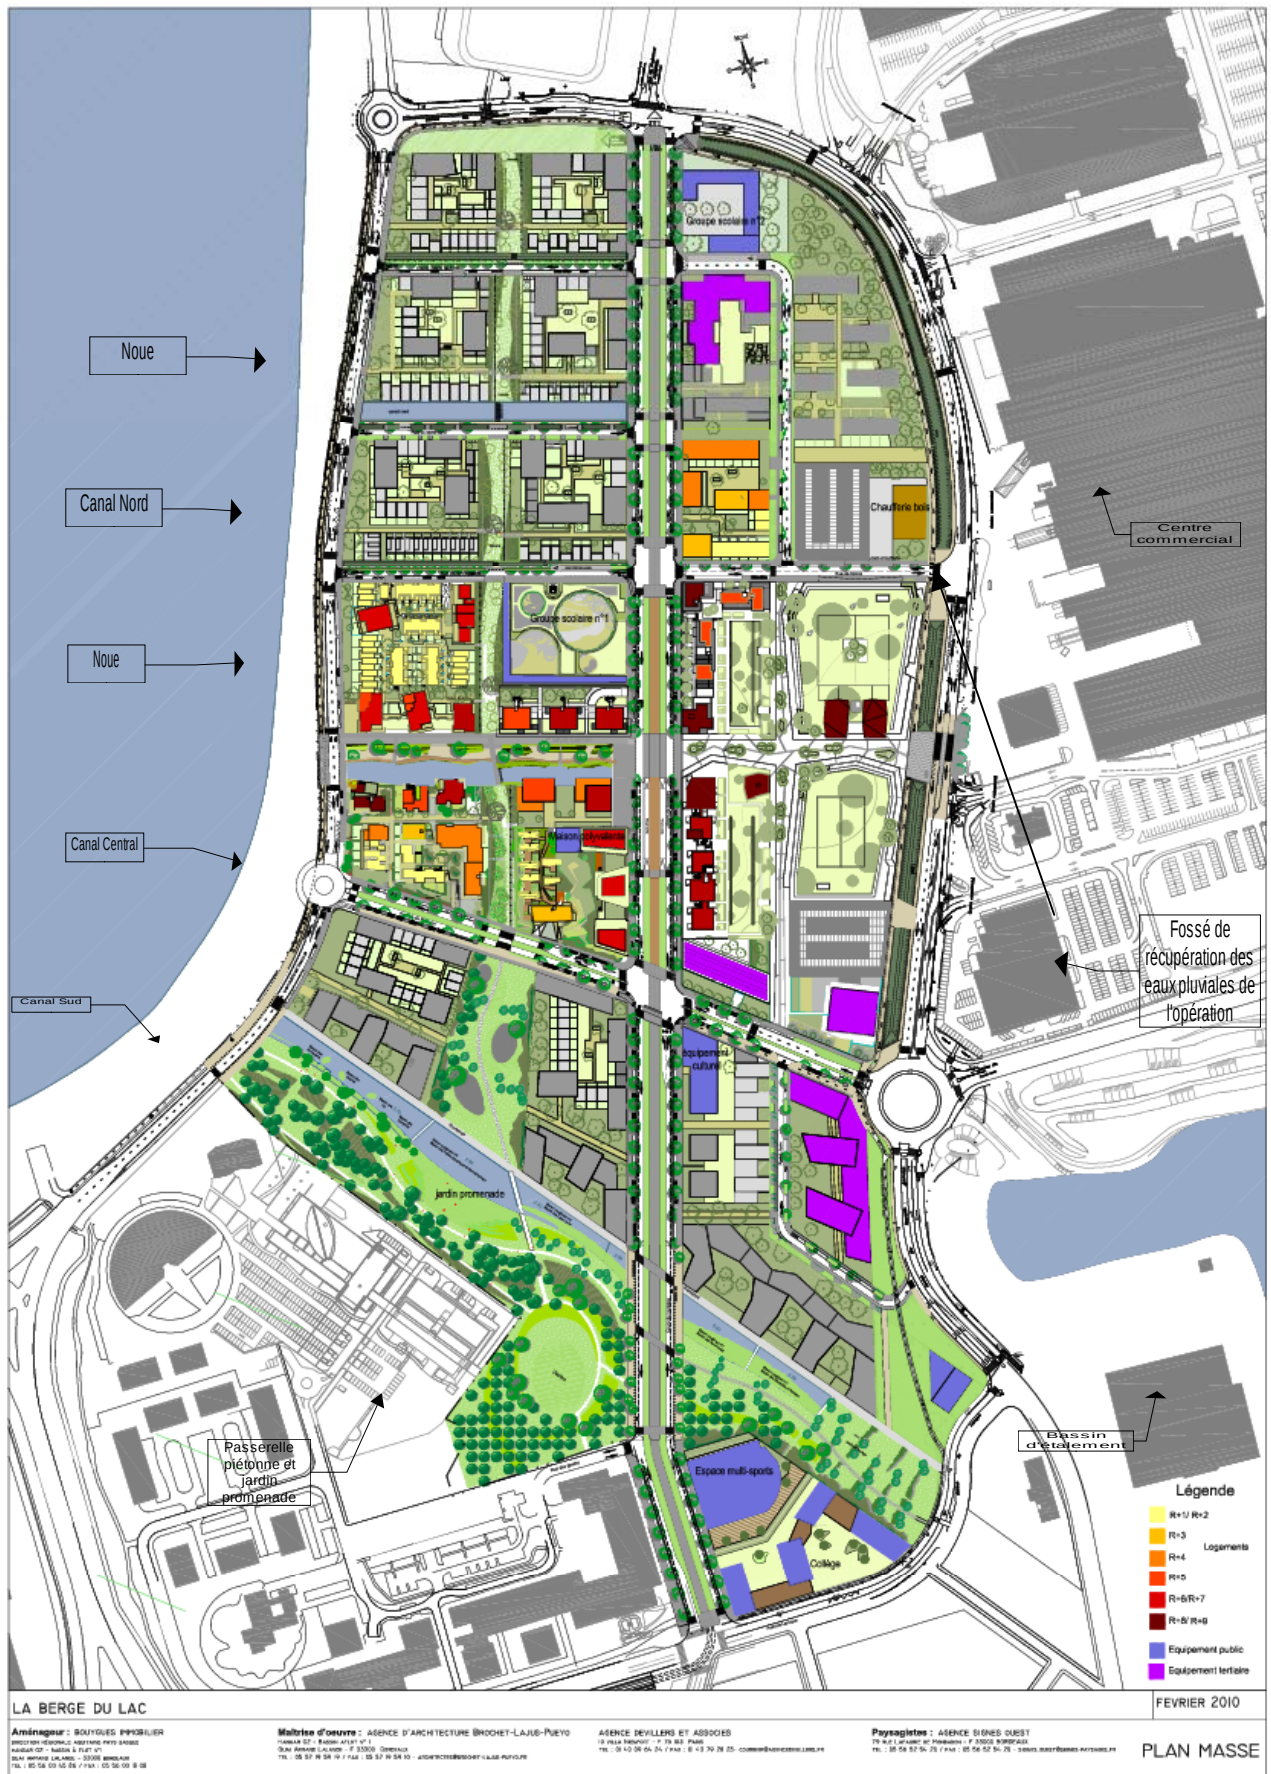 Nord
Groupe scolaire n°2
Noue
Canal Nord
Chaufferie bois
Centre
commercial
Groupe scolaire n°1
Noue
Maison polyvalente
Canal Central
Fossé de
récupération des
eaux pluviales de
l'opération
Canal Sud
équipement
culturel
jardin promenade
Bassin
d'étalement
Passerelle
piétonne et
jardin
promenade
Espace multi-sports
Collège
Légende
R+1/ R+2
R+3
Logements
R+4
R+5
R+6/R+7
R+8/ R+9
Equipement public
Equipement tertiaire
LA BERGE DU LAC
FEVRIER 2010
Aménageur : BOUYGUES IMMOBILIER
Maîtrise d'oeuvre : AGENCE D'ARCHITECTURE BROCHET-LAJUS-PUEYO
AGENCE DEVILLERS ET ASSOCIES
Paysagistes : AGENCE SIGNES OUEST
PLAN MASSE